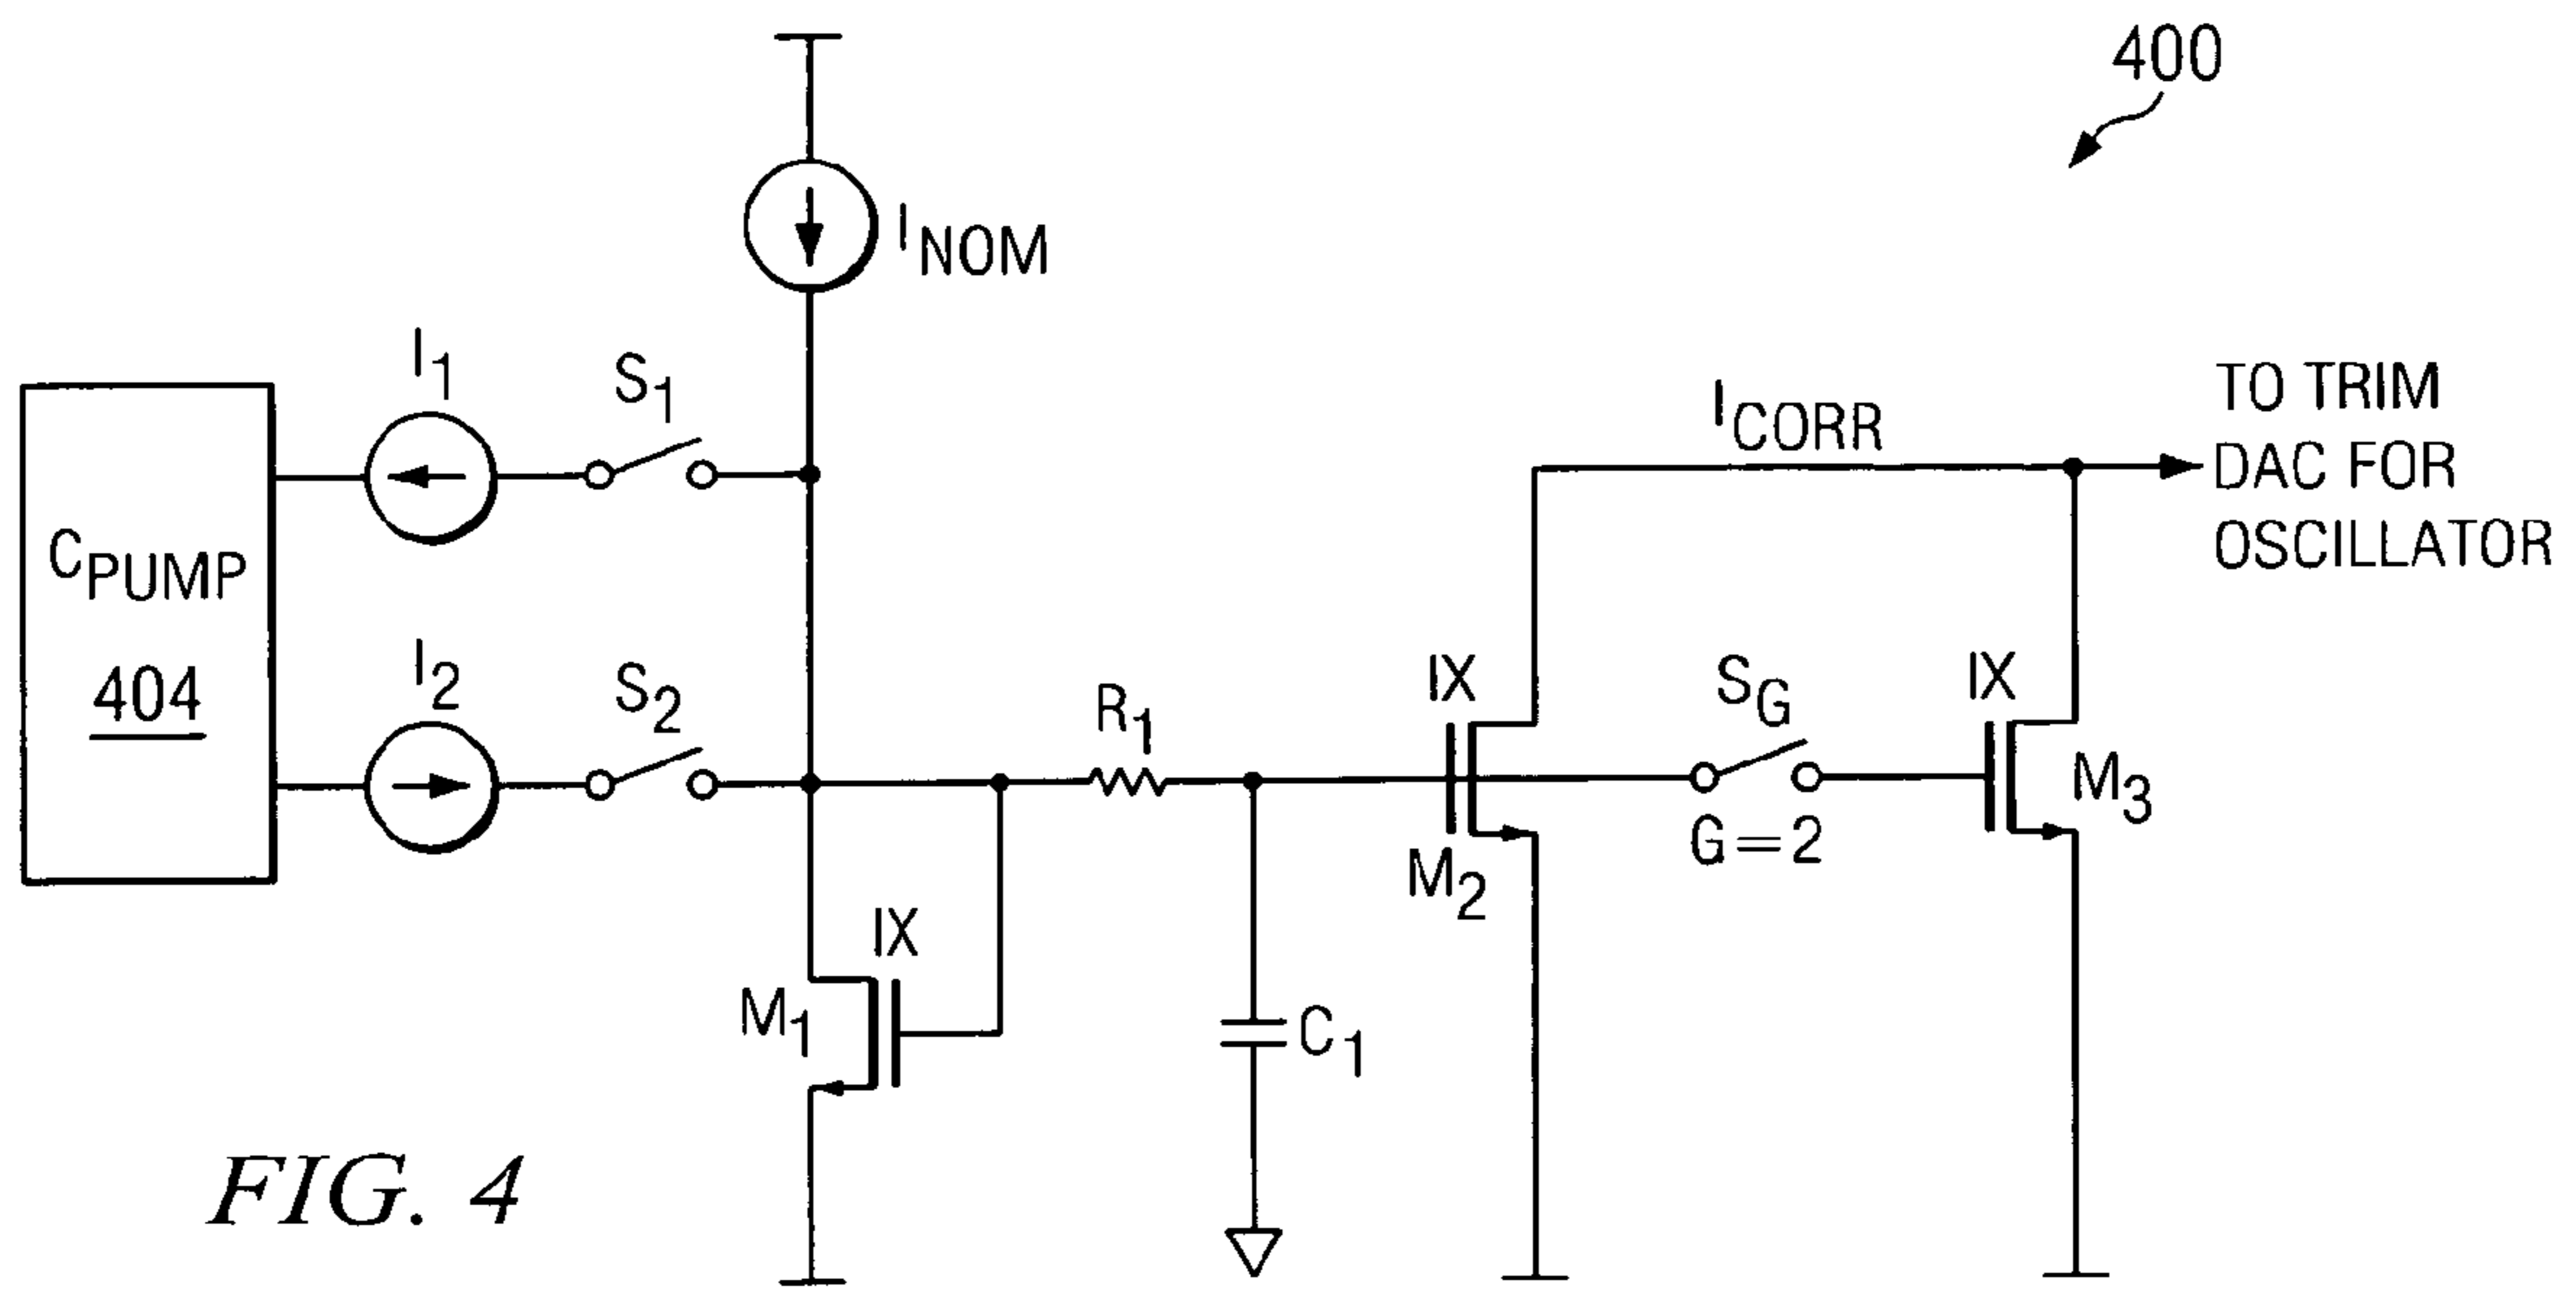 400
I NOM
I1
S1
CPUMP
404
I2
S2
ICORR
TO TRIM
DAC FOR
OSCILLATOR
R1
IX
SG
IX
M2
G=2
M3
IX
M1
C1
FIG. 4